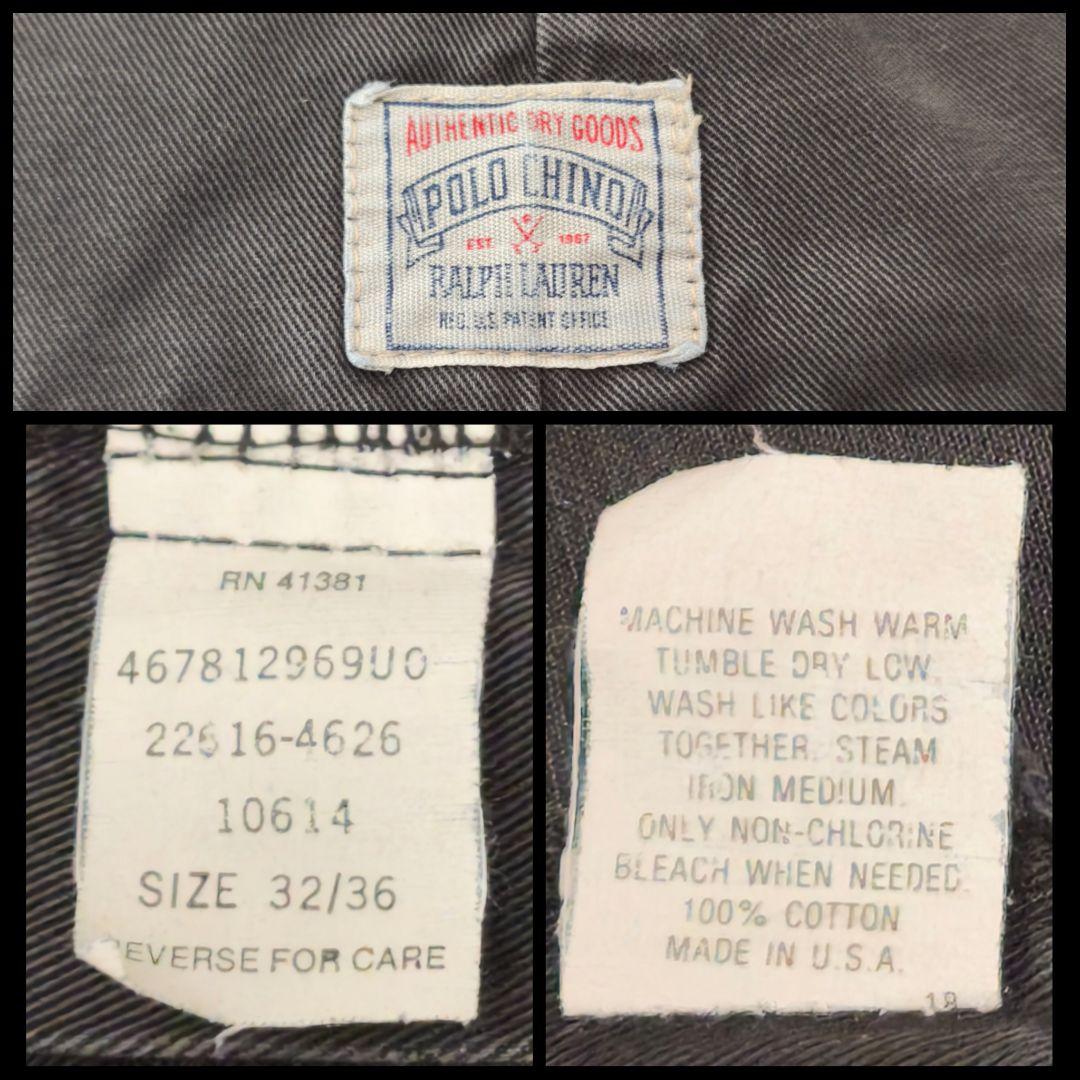 AUTHENTIC DRY GOODS
POLO CHINO
EST. 1967
RALPH LAUREN
REG. U.S. PATENT OFFICE
RN 41381
467812969U0
-4626
10614
SIZE 32/36
EVERSE FOR CARE
MACHINE WASH WARM
TUMBLE DRY LOW.
WASH LIKE COLORS
TOGETHER. STEAM
IRON MEDIUM.
ONLY NON-CHLORINE
BLEACH WHEN NEEDED.
100% COTTON
MADE IN U.S.A.